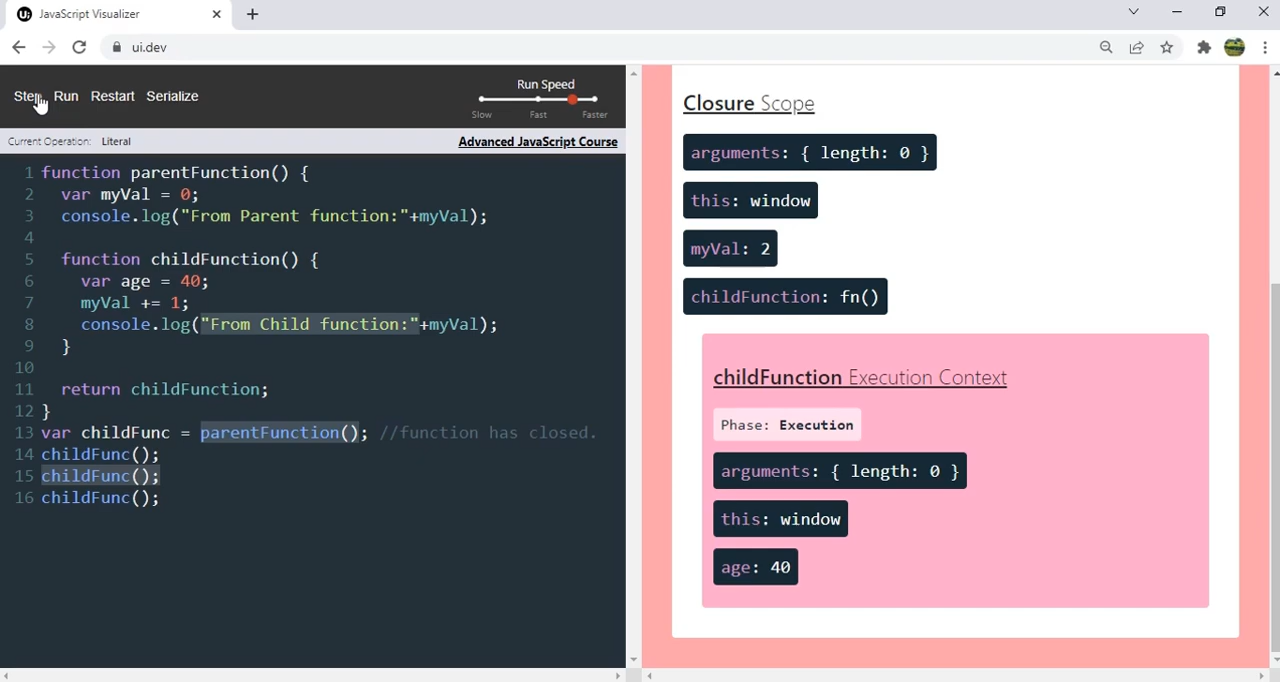 JavaScript Visualizer
ui.dev
Step Run Restart Serialize
Run Speed
Slow Fast Faster
Current Operation: Literal
Advanced JavaScript Course
1 function parentFunction() {
2 var myVal = 0;
3 console.log("From Parent function:"+myVal);
4
5 function childFunction() {
6 var age = 40;
7 myVal += 1;
8 console.log("From Child function:"+myVal);
9 }
10
11 return childFunction;
12 }
13 var childFunc = parentFunction(); //function has closed.
14 childFunc();
15 childFunc();
16 childFunc();
Closure Scope
arguments: { length: 0 }
this: window
myVal: 2
childFunction: fn()
childFunction Execution Context
Phase: Execution
arguments: { length: 0 }
this: window
age: 40